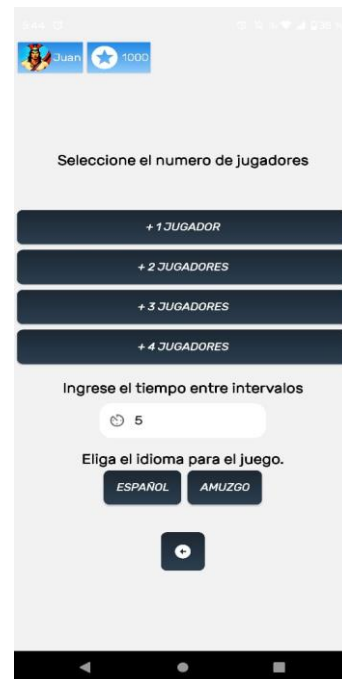 Juan 1000
Seleccione el numero de jugadores
+ 1 JUGADOR
+ 2 JUGADORES
+ 3 JUGADORES
+ 4 JUGADORES
Ingrese el tiempo entre intervalos
5
Eliga el idioma para el juego.
ESPAÑOL AMUZGO